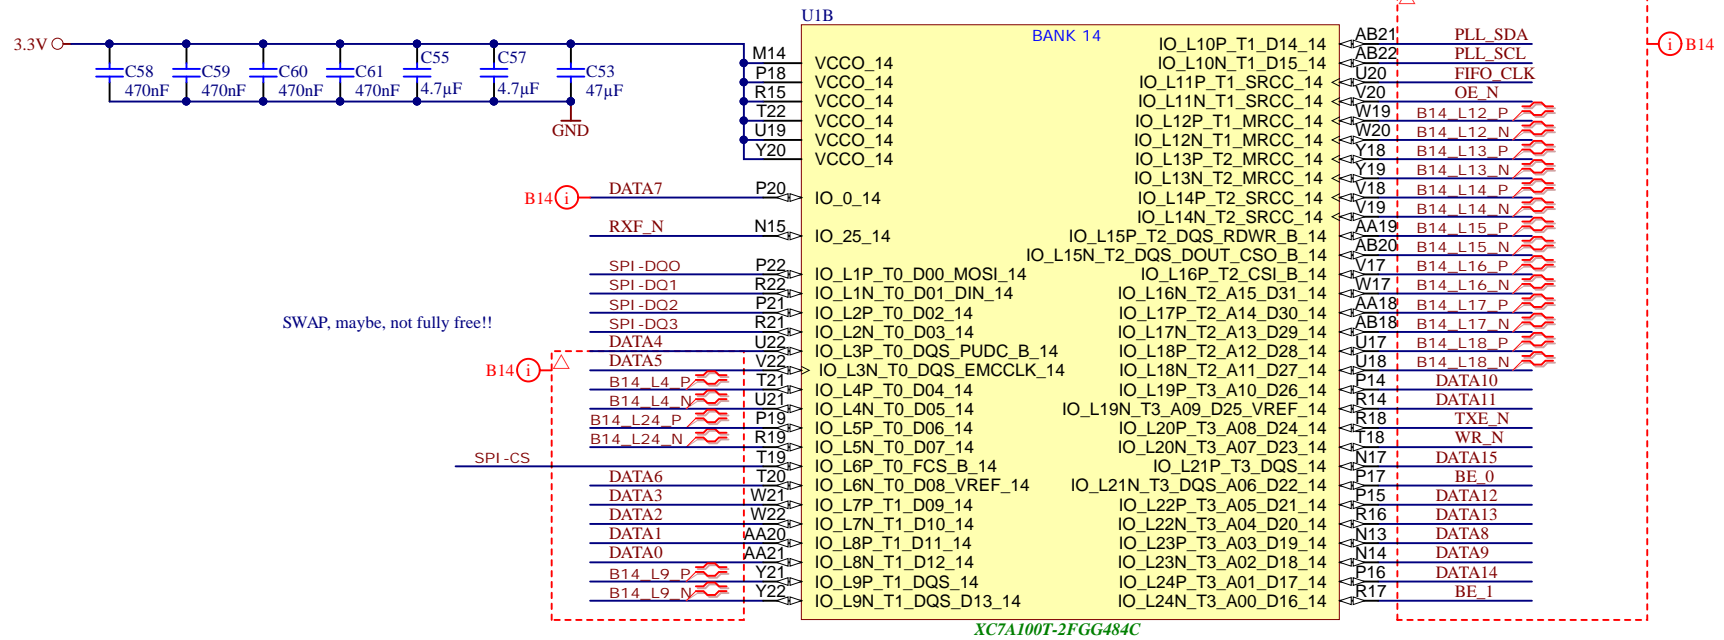 U1B
BANK 14
3.3V
C58 470nF
C59 470nF
C60 470nF
C61 470nF
C55 4.7µF
C57 4.7µF
C53 47µF
GND
M14 VCCO_14
P18 VCCO_14
R15 VCCO_14
T22 VCCO_14
U19 VCCO_14
Y20 VCCO_14
B14 i DATA7 P20 IO_0_14
RXF_N N15 IO_25_14
SPI-DQ0 P22 IO_L1P_T0_D00_MOSI_14
SPI-DQ1 R22 IO_L1N_T0_D01_DIN_14
SPI-DQ2 P21 IO_L2P_T0_D02_14
SPI-DQ3 R21 IO_L2N_T0_D03_14
SWAP, maybe, not fully free!!
DATA4 U22 IO_L3P_T0_DQS_PUDC_B_14
B14 i DATA5 V22 IO_L3N_T0_DQS_EMCCLK_14
B14_L4_P T21 IO_L4P_T0_D04_14
B14_L4_N U21 IO_L4N_T0_D05_14
B14_L24_P P19 IO_L5P_T0_D06_14
B14_L24_N R19 IO_L5N_T0_D07_14
SPI-CS T19 IO_L6P_T0_FCS_B_14
DATA6 T20 IO_L6N_T0_D08_VREF_14
DATA3 W21 IO_L7P_T1_D09_14
DATA2 W22 IO_L7N_T1_D10_14
DATA1 AA20 IO_L8P_T1_D11_14
DATA0 AA21 IO_L8N_T1_D12_14
B14_L9_P Y21 IO_L9P_T1_DQS_14
B14_L9_N Y22 IO_L9N_T1_DQS_D13_14
IO_L10P_T1_D14_14 AB21 PLL_SDA
i B14
IO_L10N_T1_D15_14 AB22 PLL_SCL
IO_L11P_T1_SRCC_14 U20 FIFO_CLK
IO_L11N_T1_SRCC_14 V20 OE_N
IO_L12P_T1_MRCC_14 W19 B14_L12_P
IO_L12N_T1_MRCC_14 W20 B14_L12_N
IO_L13P_T2_MRCC_14 Y18 B14_L13_P
IO_L13N_T2_MRCC_14 Y19 B14_L13_N
IO_L14P_T2_SRCC_14 V18 B14_L14_P
IO_L14N_T2_SRCC_14 V19 B14_L14_N
IO_L15P_T2_DQS_RDWR_B_14 AA19 B14_L15_P
IO_L15N_T2_DQS_DOUT_CSO_B_14 AB20 B14_L15_N
IO_L16P_T2_CSI_B_14 V17 B14_L16_P
IO_L16N_T2_A15_D31_14 W17 B14_L16_N
IO_L17P_T2_A14_D30_14 AA18 B14_L17_P
IO_L17N_T2_A13_D29_14 AB18 B14_L17_N
IO_L18P_T2_A12_D28_14 U17 B14_L18_P
IO_L18N_T2_A11_D27_14 U18 B14_L18_N
IO_L19P_T3_A10_D26_14 P14 DATA10
IO_L19N_T3_A09_D25_VREF_14 R14 DATA11
IO_L20P_T3_A08_D24_14 R18 TXE_N
IO_L20N_T3_A07_D23_14 T18 WR_N
IO_L21P_T3_DQS_14 N17 DATA15
IO_L21N_T3_DQS_A06_D22_14 P17 BE_0
IO_L22P_T3_A05_D21_14 P15 DATA12
IO_L22N_T3_A04_D20_14 R16 DATA13
IO_L23P_T3_A03_D19_14 N13 DATA8
IO_L23N_T3_A02_D18_14 N14 DATA9
IO_L24P_T3_A01_D17_14 P16 DATA14
IO_L24N_T3_A00_D16_14 R17 BE_1
XC7A100T-2FGG484C